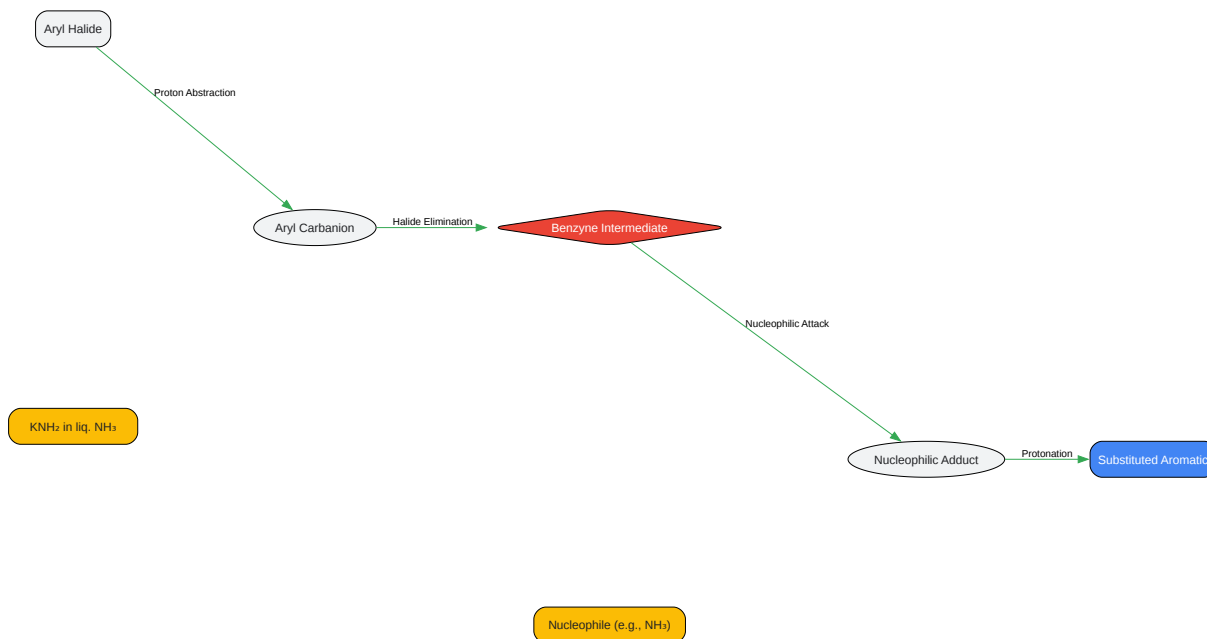 Aryl Halide
Proton Abstraction
Aryl Carbanion
Halide Elimination
Benzyne Intermediate
Nucleophilic Attack
KNH₂ in liq. NH₃
Nucleophilic Adduct
Protonation
Substituted Aromatic
Nucleophile (e.g., NH₃)